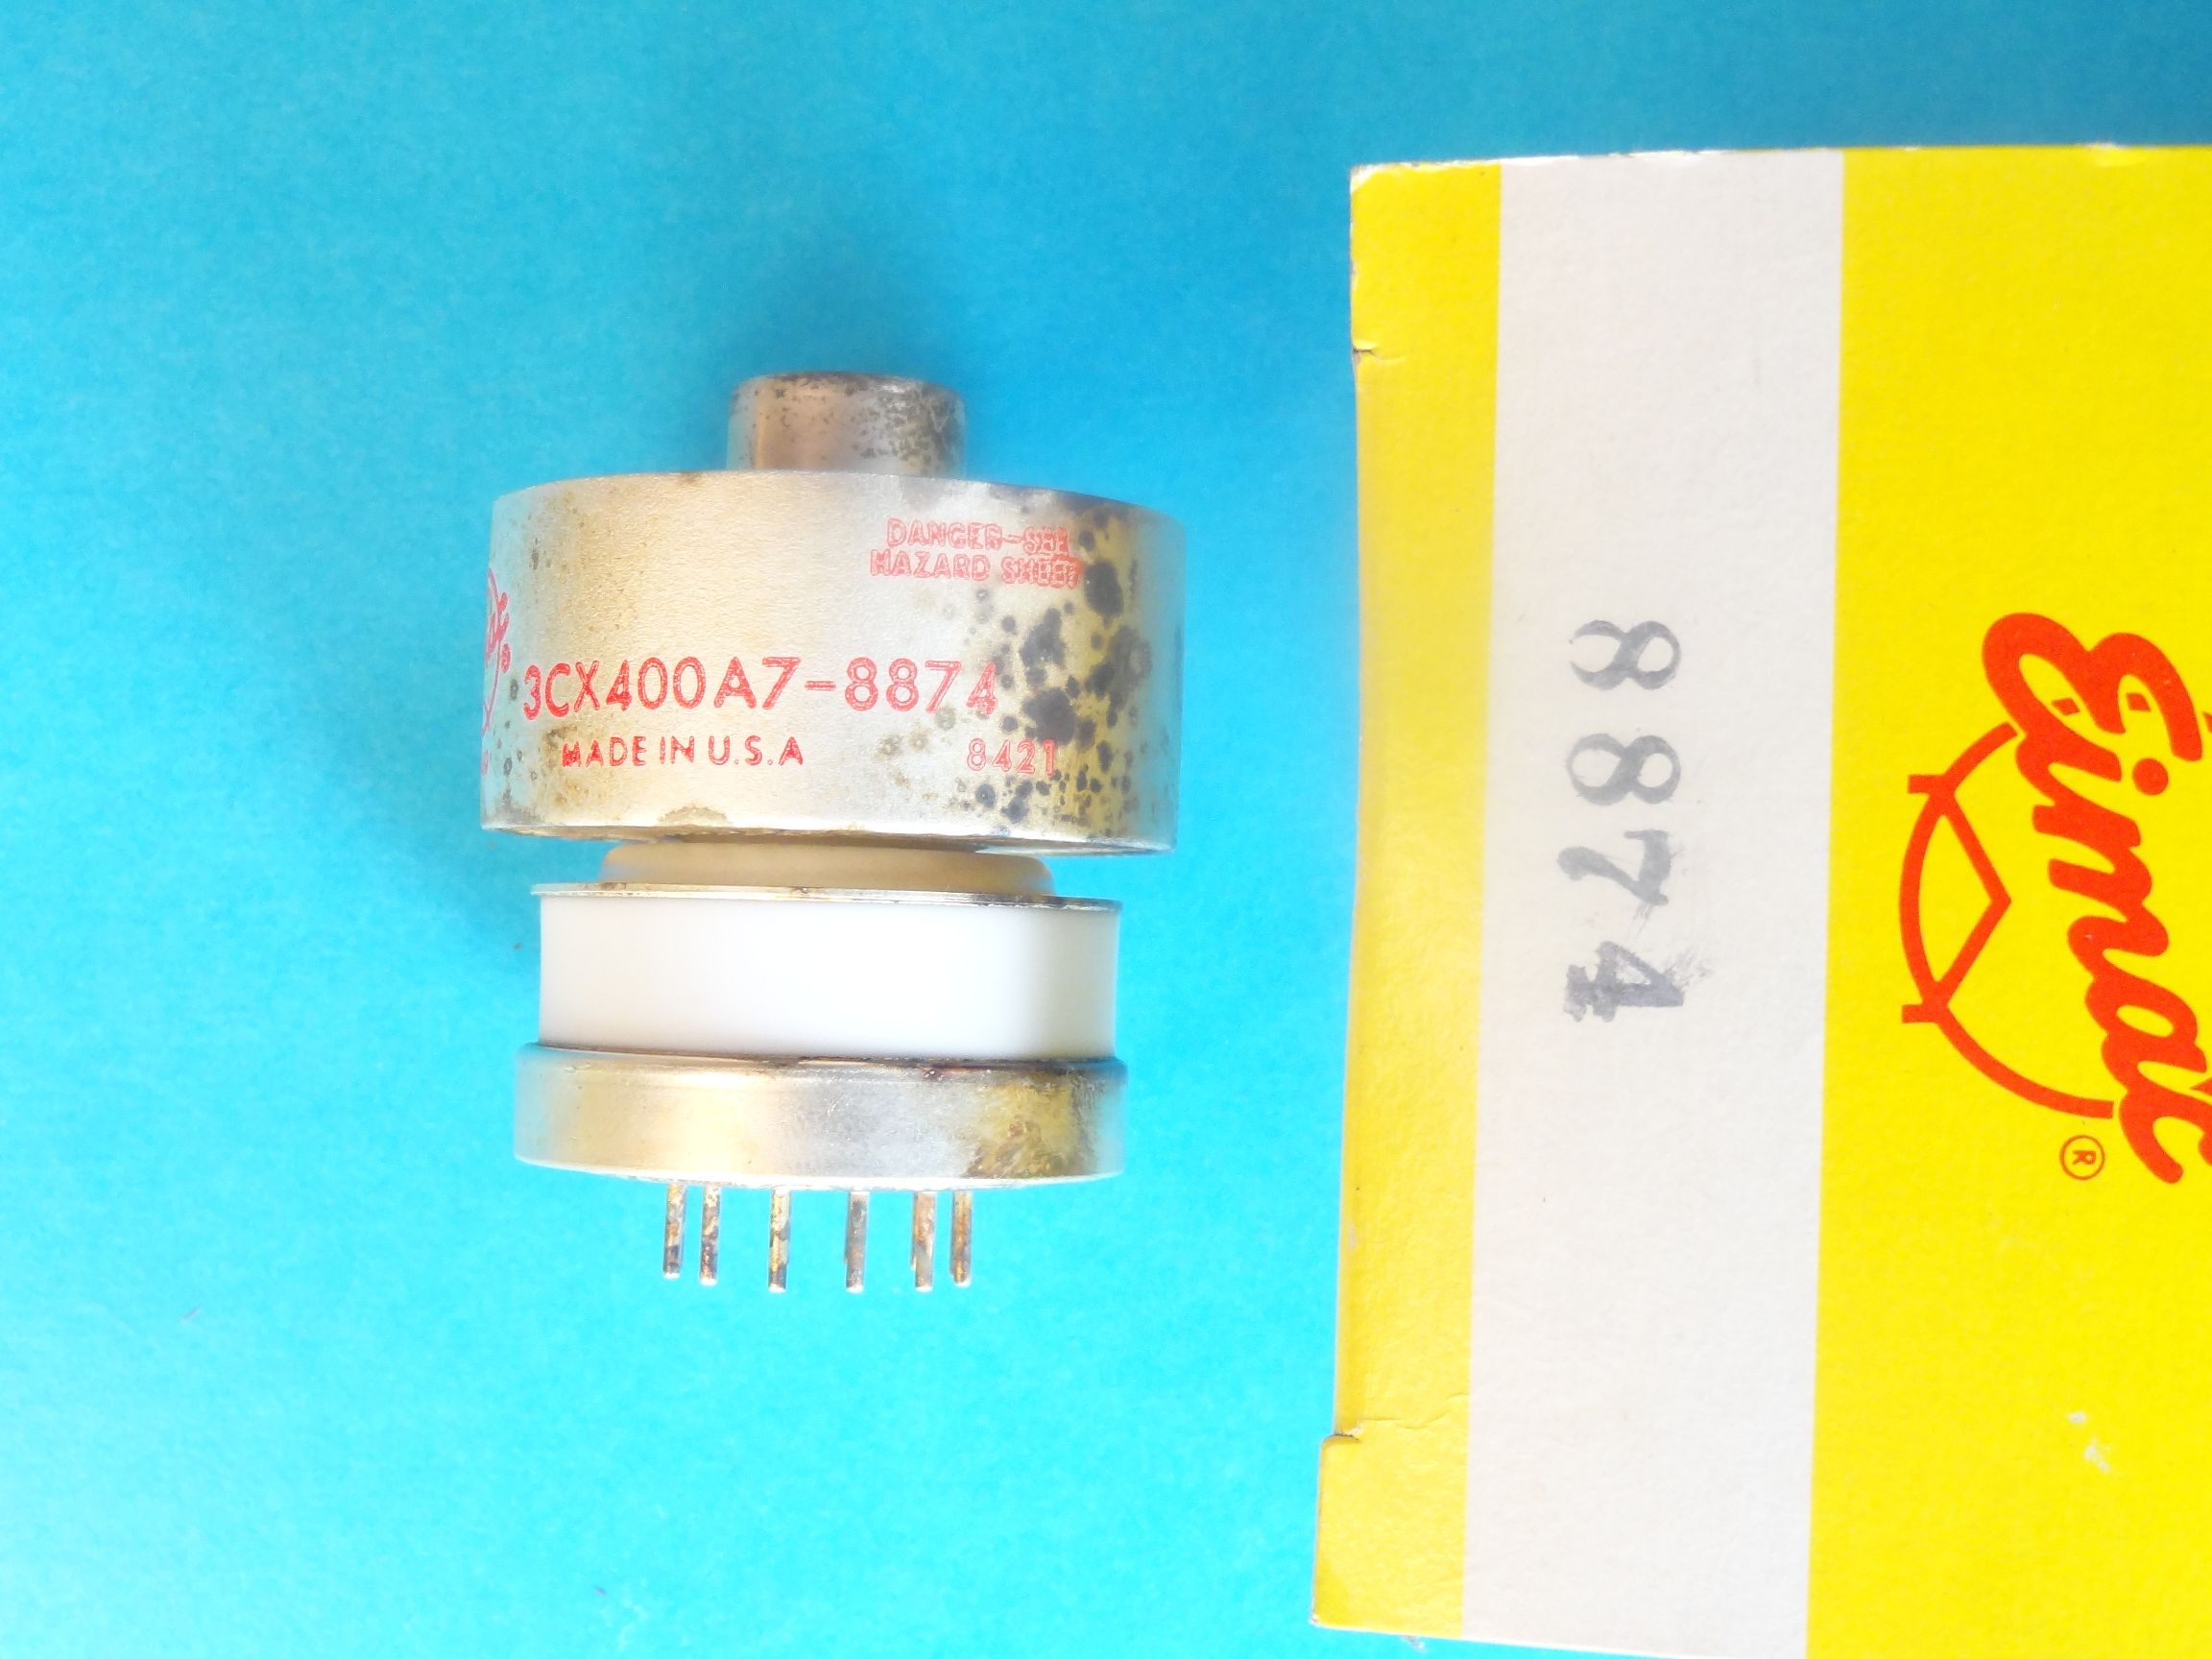 DANGER-SEE
HAZARD SHEET
3CX400A7-8874
MADE IN U.S.A
8421
8874
Eimac
®